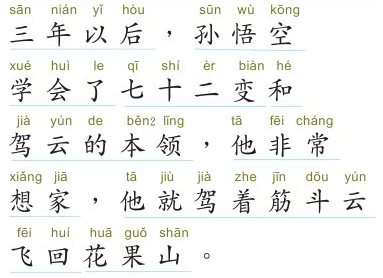 sān nián yǐ hòu sūn wù kōng
三年以后，孙悟空
xué huì le qī shí èr biàn hé
学会了七十二变和
jià yún de běn2 lǐng tā fēi cháng
驾云的本领，他非常
xiǎng jiā tā jiù jià zhe jīn dǒu yún
想家，他就驾着筋斗云
fēi huí huā guǒ shān
飞回花果山。